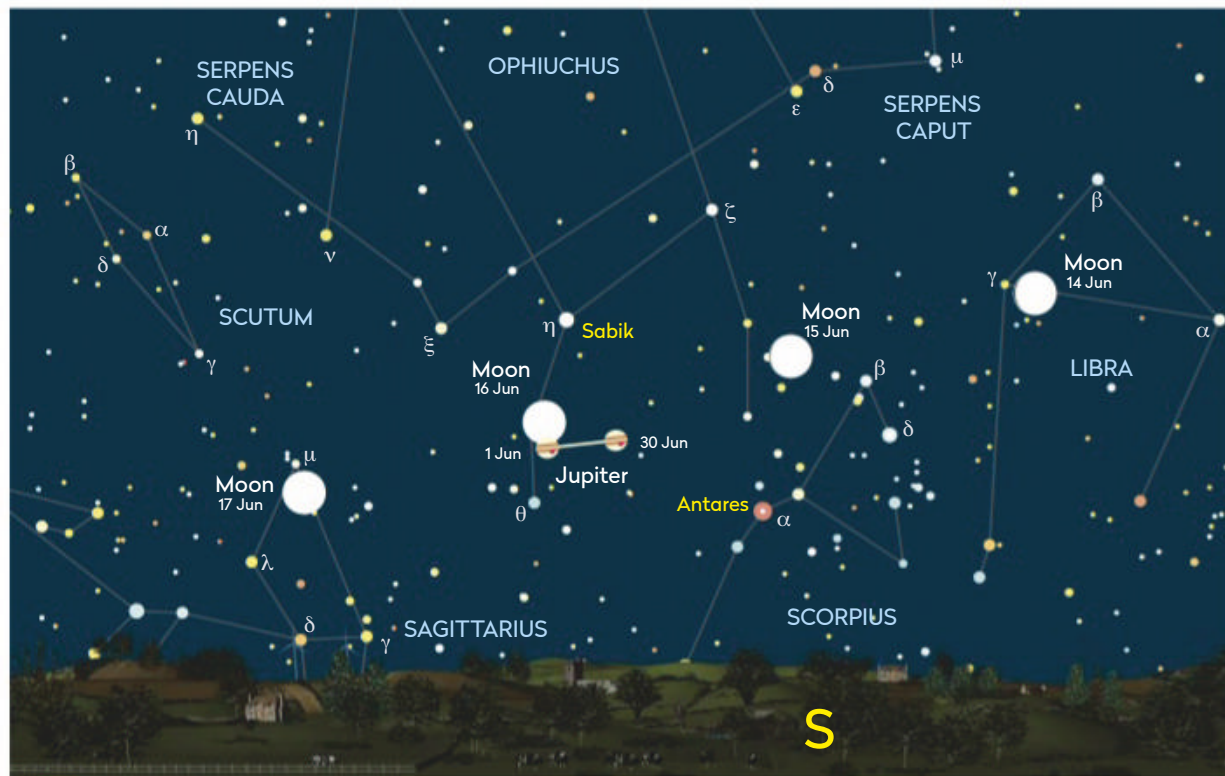 SERPENS
CAUDA
η
OPHIUCHUS
δ
ε
μ
SERPENS
CAPUT
β
α
δ
γ
SCUTUM
ν
ξ
ζ
η
Sabik
β
γ
Moon
14 Jun
α
LIBRA
Moon
15 Jun
β
δ
Moon
16 Jun
1 Jun
30 Jun
Jupiter
θ
μ
Moon
17 Jun
λ
Antares
α
δ
γ
SAGITTARIUS
SCORPIUS
S